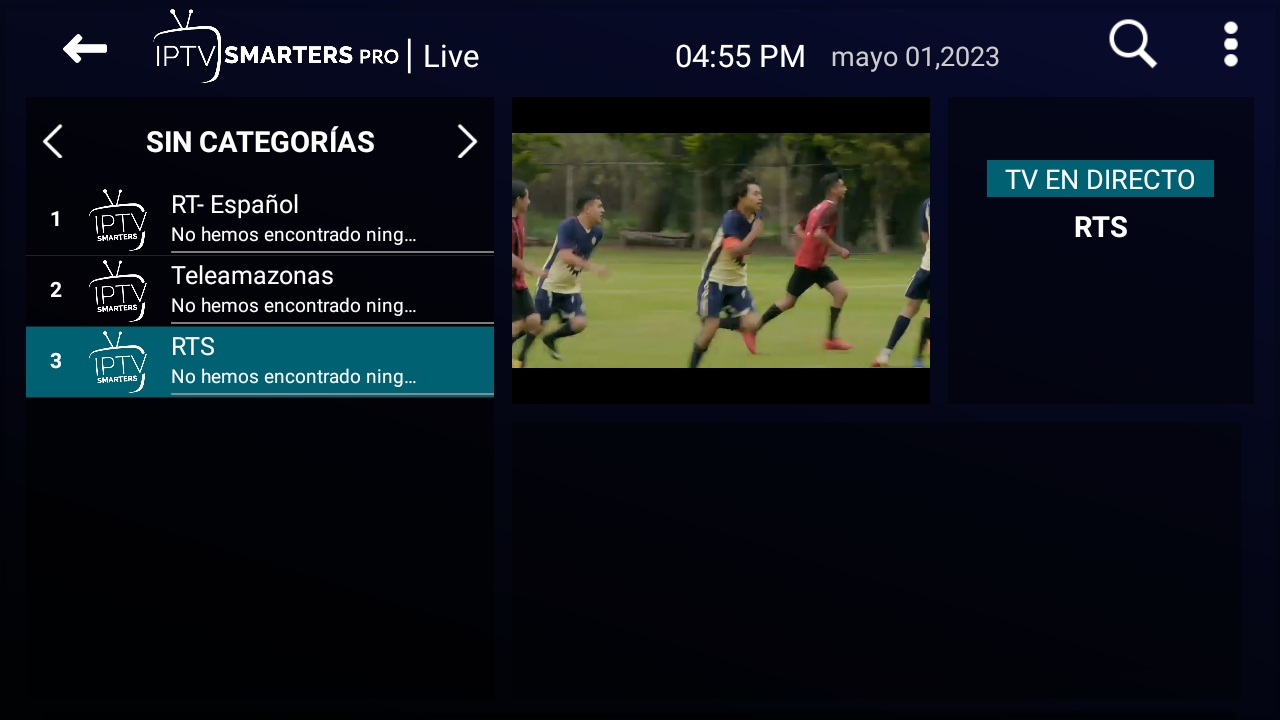 IPTV SMARTERS PRO | Live
04:55 PM mayo 01,2023
SIN CATEGORÍAS
1
IPTV
SMARTERS
RT- Español
No hemos encontrado ning...
2
IPTV
SMARTERS
Teleamazonas
No hemos encontrado ning...
3
IPTV
SMARTERS
RTS
No hemos encontrado ning...
TV EN DIRECTO
RTS